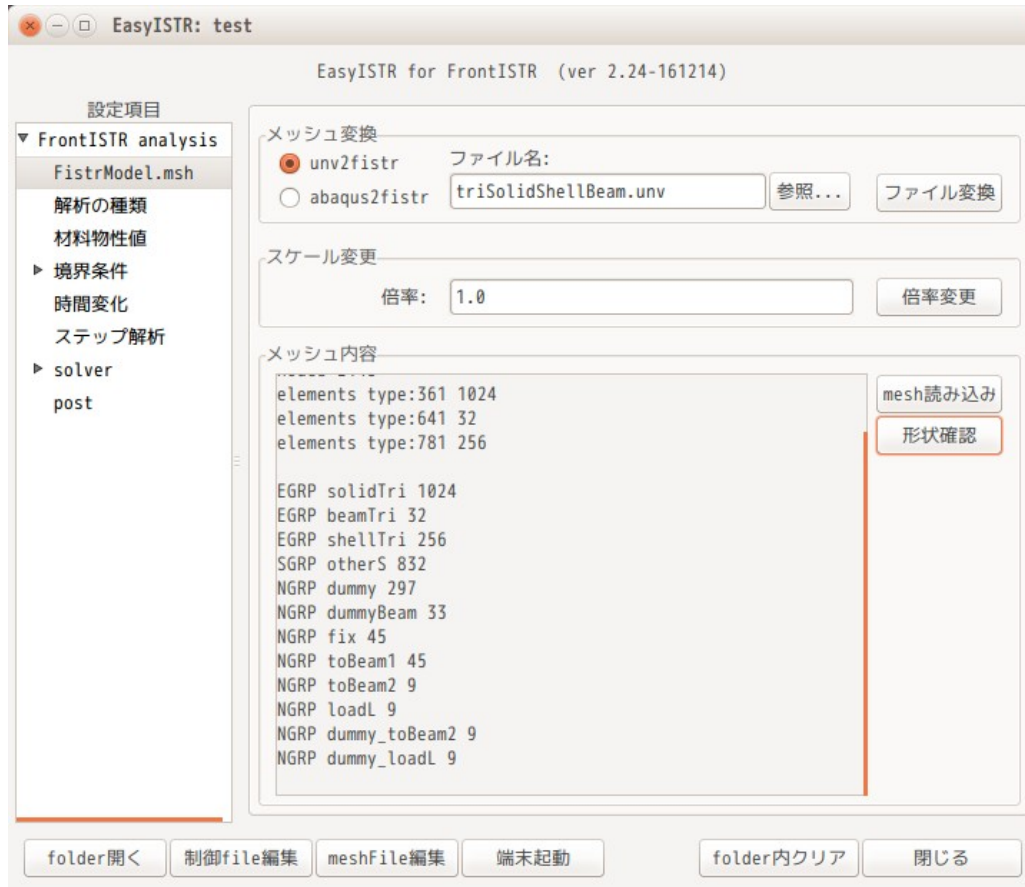 EasyISTR: test
EasyISTR for FrontISTR (ver 2.24-161214)
設定項目
FrontISTR analysis
FistrModel.msh
解析の種類
材料物性値
境界条件
時間変化
ステップ解析
solver
post
メッシュ変換
unv2fistr
abaqus2fistr
ファイル名:
triSolidShellBeam.unv
参照...
ファイル変換
スケール変更
倍率:
1.0
倍率変更
メッシュ内容
elements type:361 1024
elements type:641 32
elements type:781 256
EGRP solidTri 1024
EGRP beamTri 32
EGRP shellTri 256
SGRP otherS 832
NGRP dummy 297
NGRP dummyBeam 33
NGRP fix 45
NGRP toBeam1 45
NGRP toBeam2 9
NGRP loadL 9
NGRP dummy_toBeam2 9
NGRP dummy_loadL 9
mesh読み込み
形状確認
folder開く
制御file編集
meshFile編集
端末起動
folder内クリア
閉じる